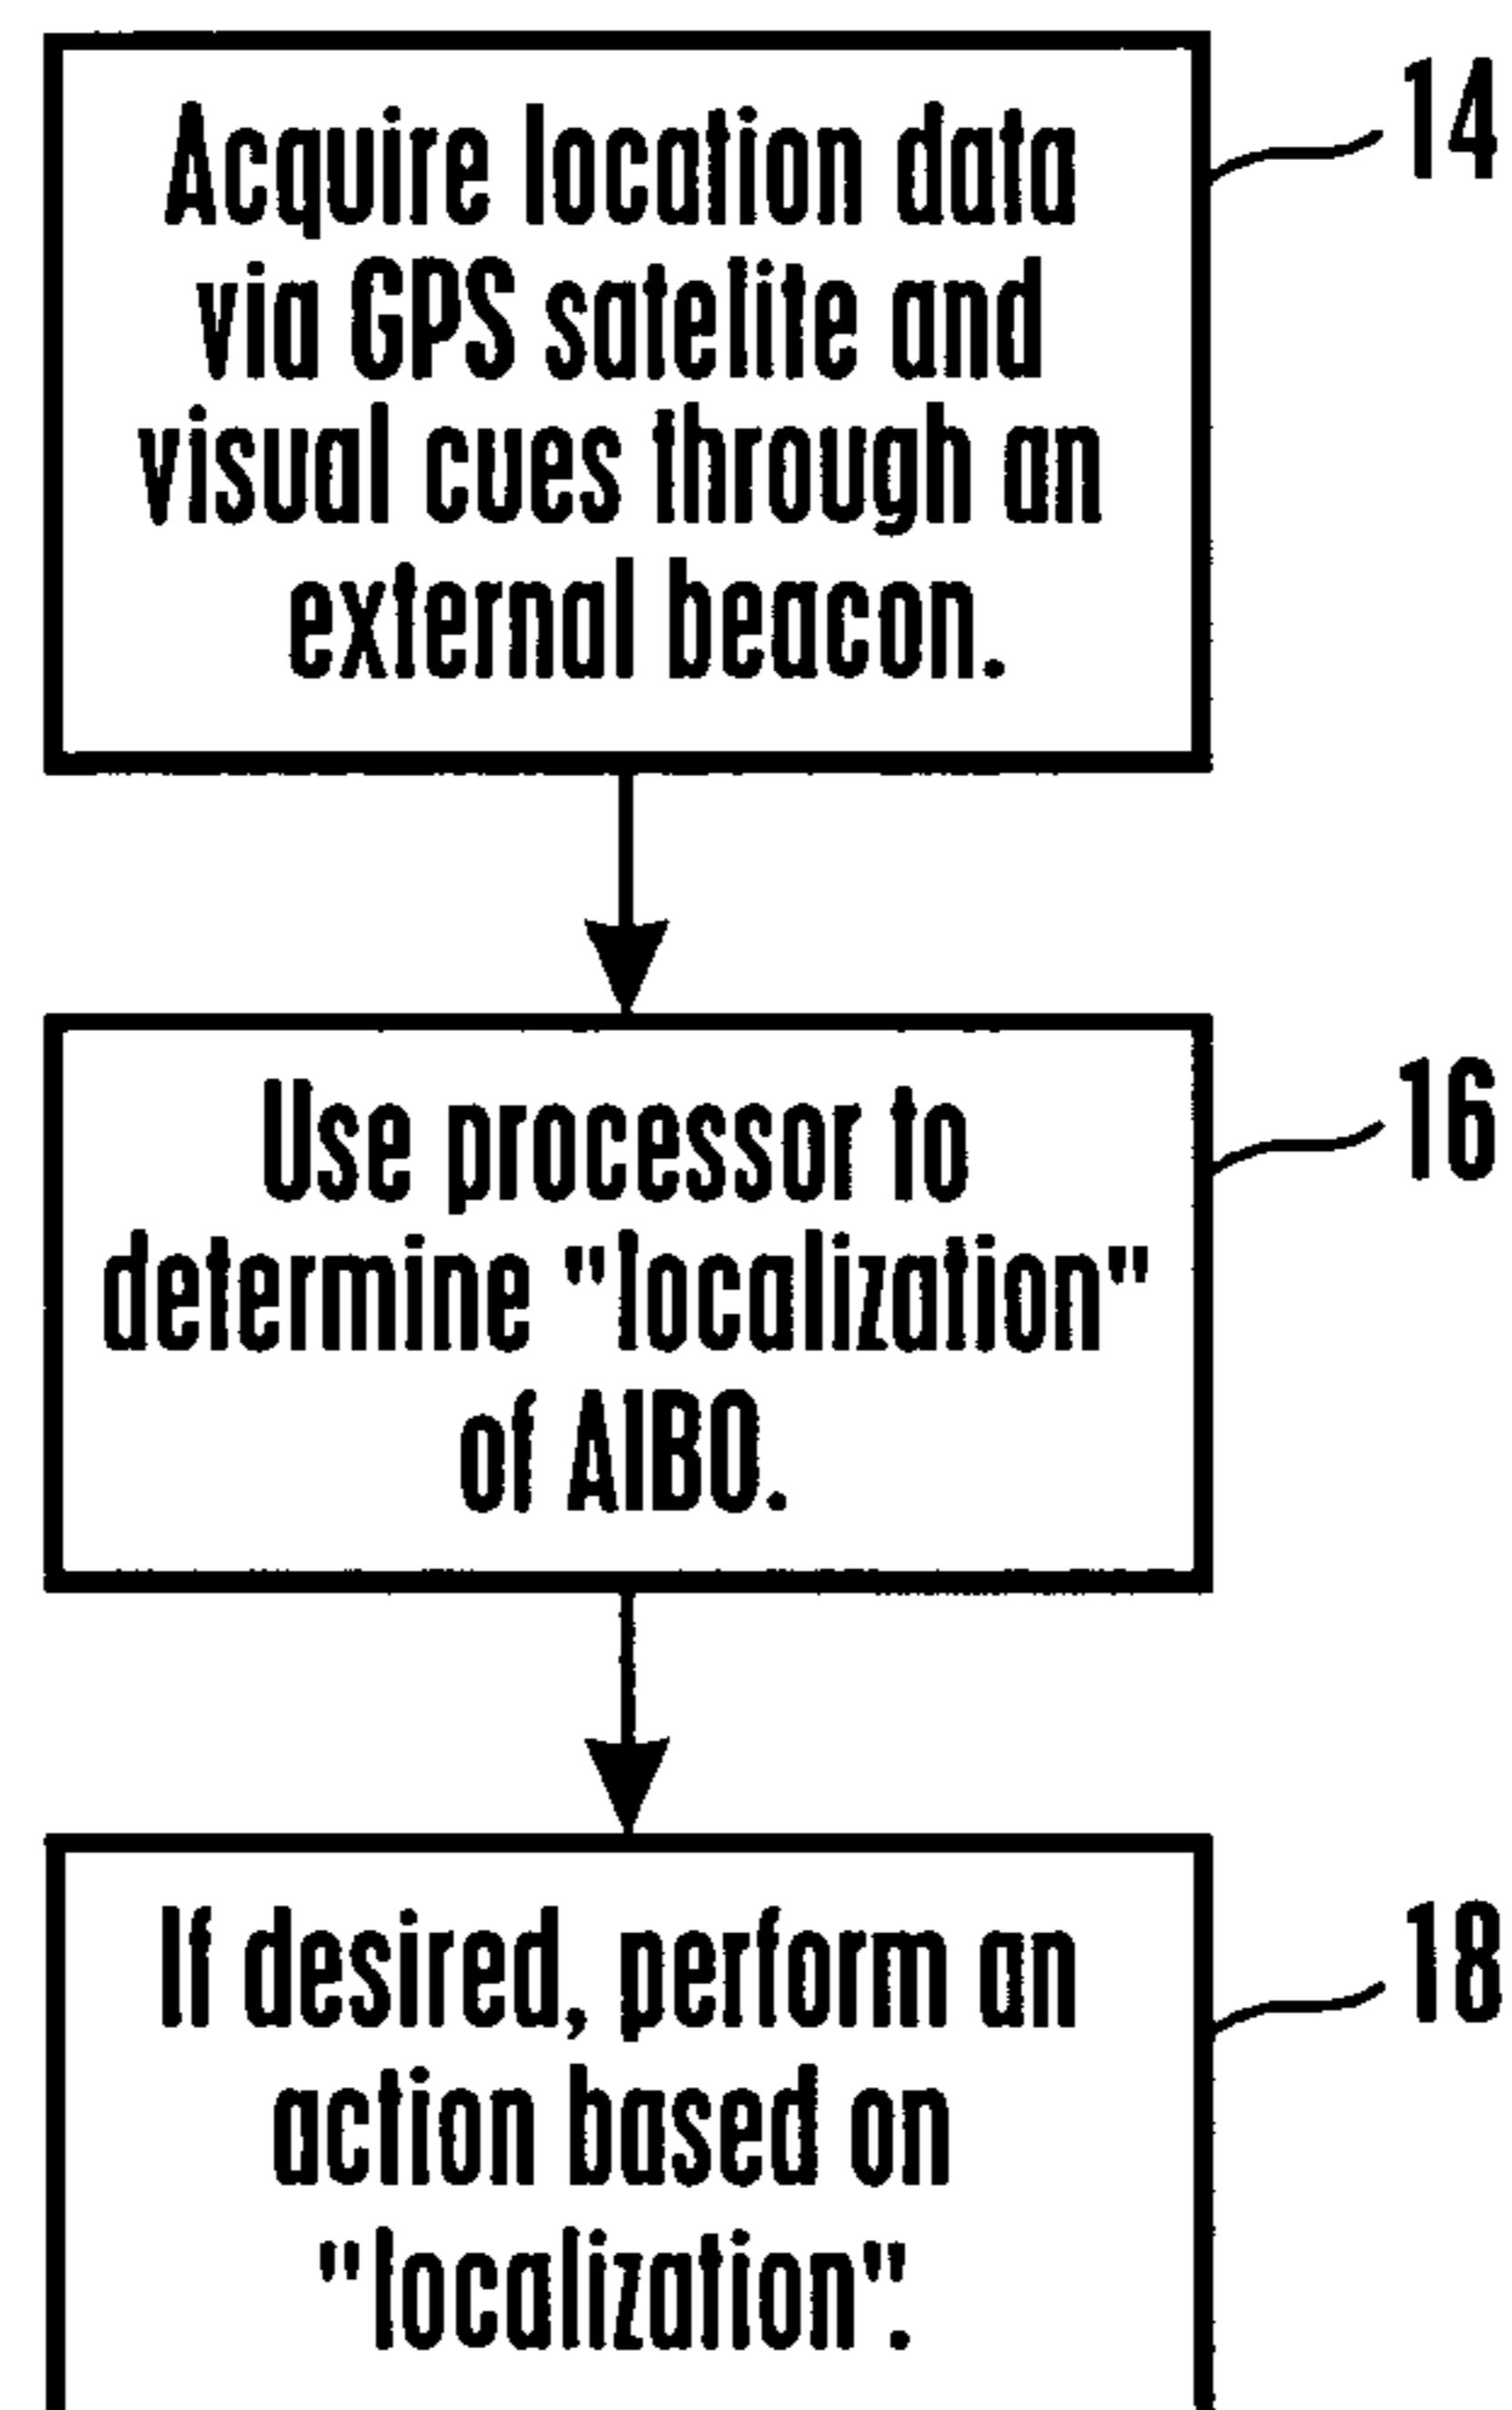 Acquire location data
via GPS satelite and
visual cues through an
external beacon.
14
Use processor to
determine "localization"
of AIBO.
16
If desired, perform an
action based on
"localization".
18